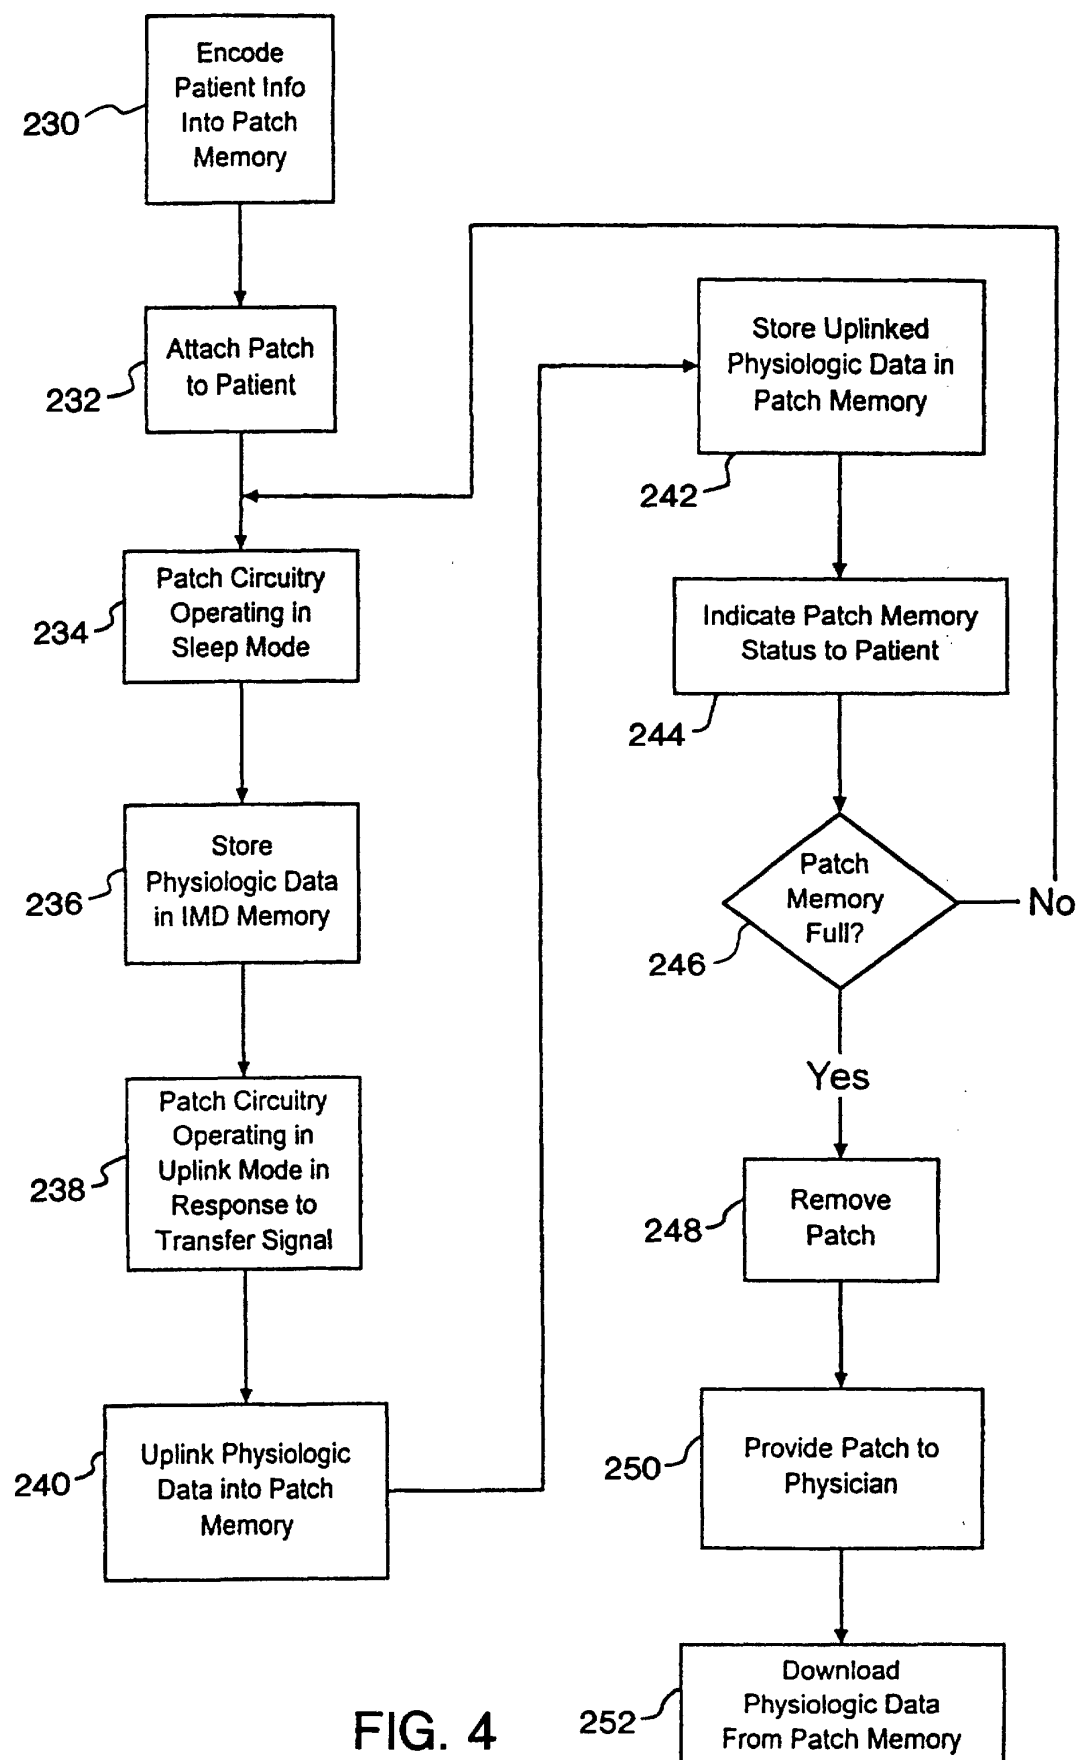 Encode
Patient Info
Into Patch
Memory
230
Attach Patch
to Patient
232
Patch Circuitry
Operating in
Sleep Mode
234
Store
Physiologic Data
in IMD Memory
236
Patch Circuitry
Operating in
Uplink Mode in
Response to
Transfer Signal
238
Uplink Physiologic
Data into Patch
Memory
240
Store Uplinked
Physiologic Data in
Patch Memory
242
Indicate Patch Memory
Status to Patient
244
Patch
Memory
Full?
246
No
Yes
Remove
Patch
248
Provide Patch to
Physician
250
Download
Physiologic Data
From Patch Memory
252
FIG. 4